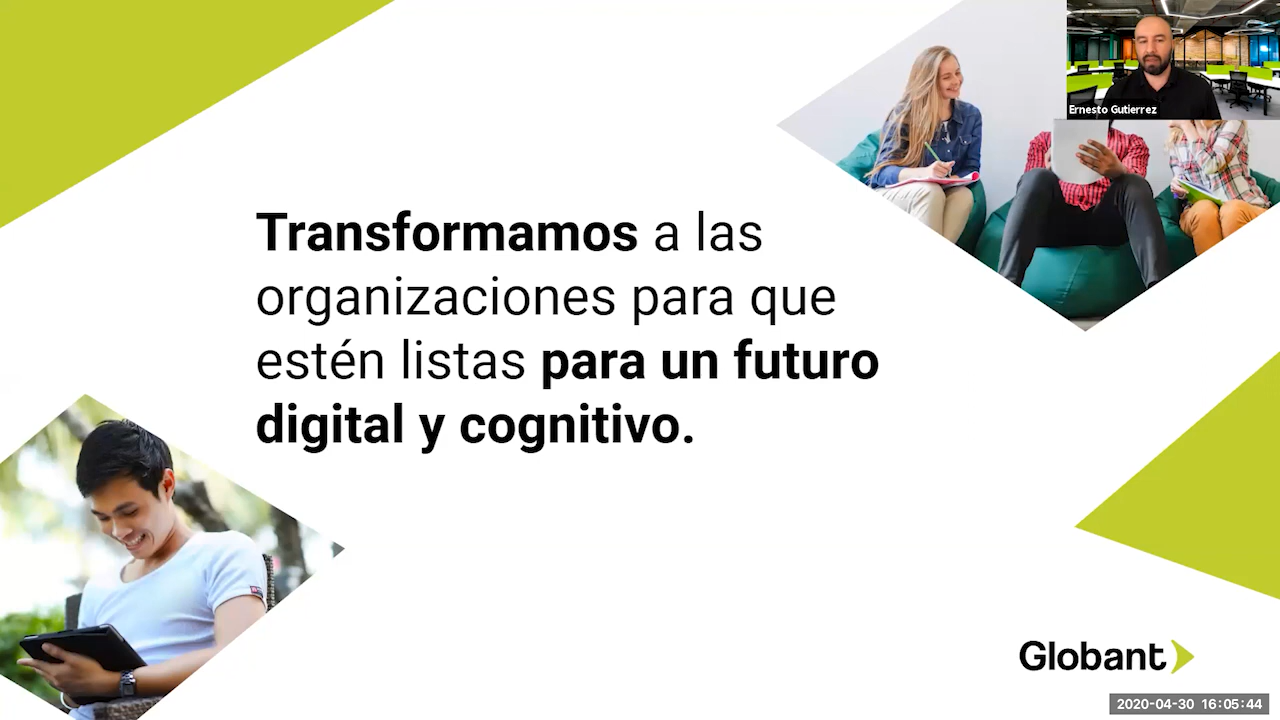 Ernesto Gutierrez
Transformamos a las
organizaciones para que
estén listas para un futuro
digital y cognitivo.
Globant
2020-04-30 16:05:44